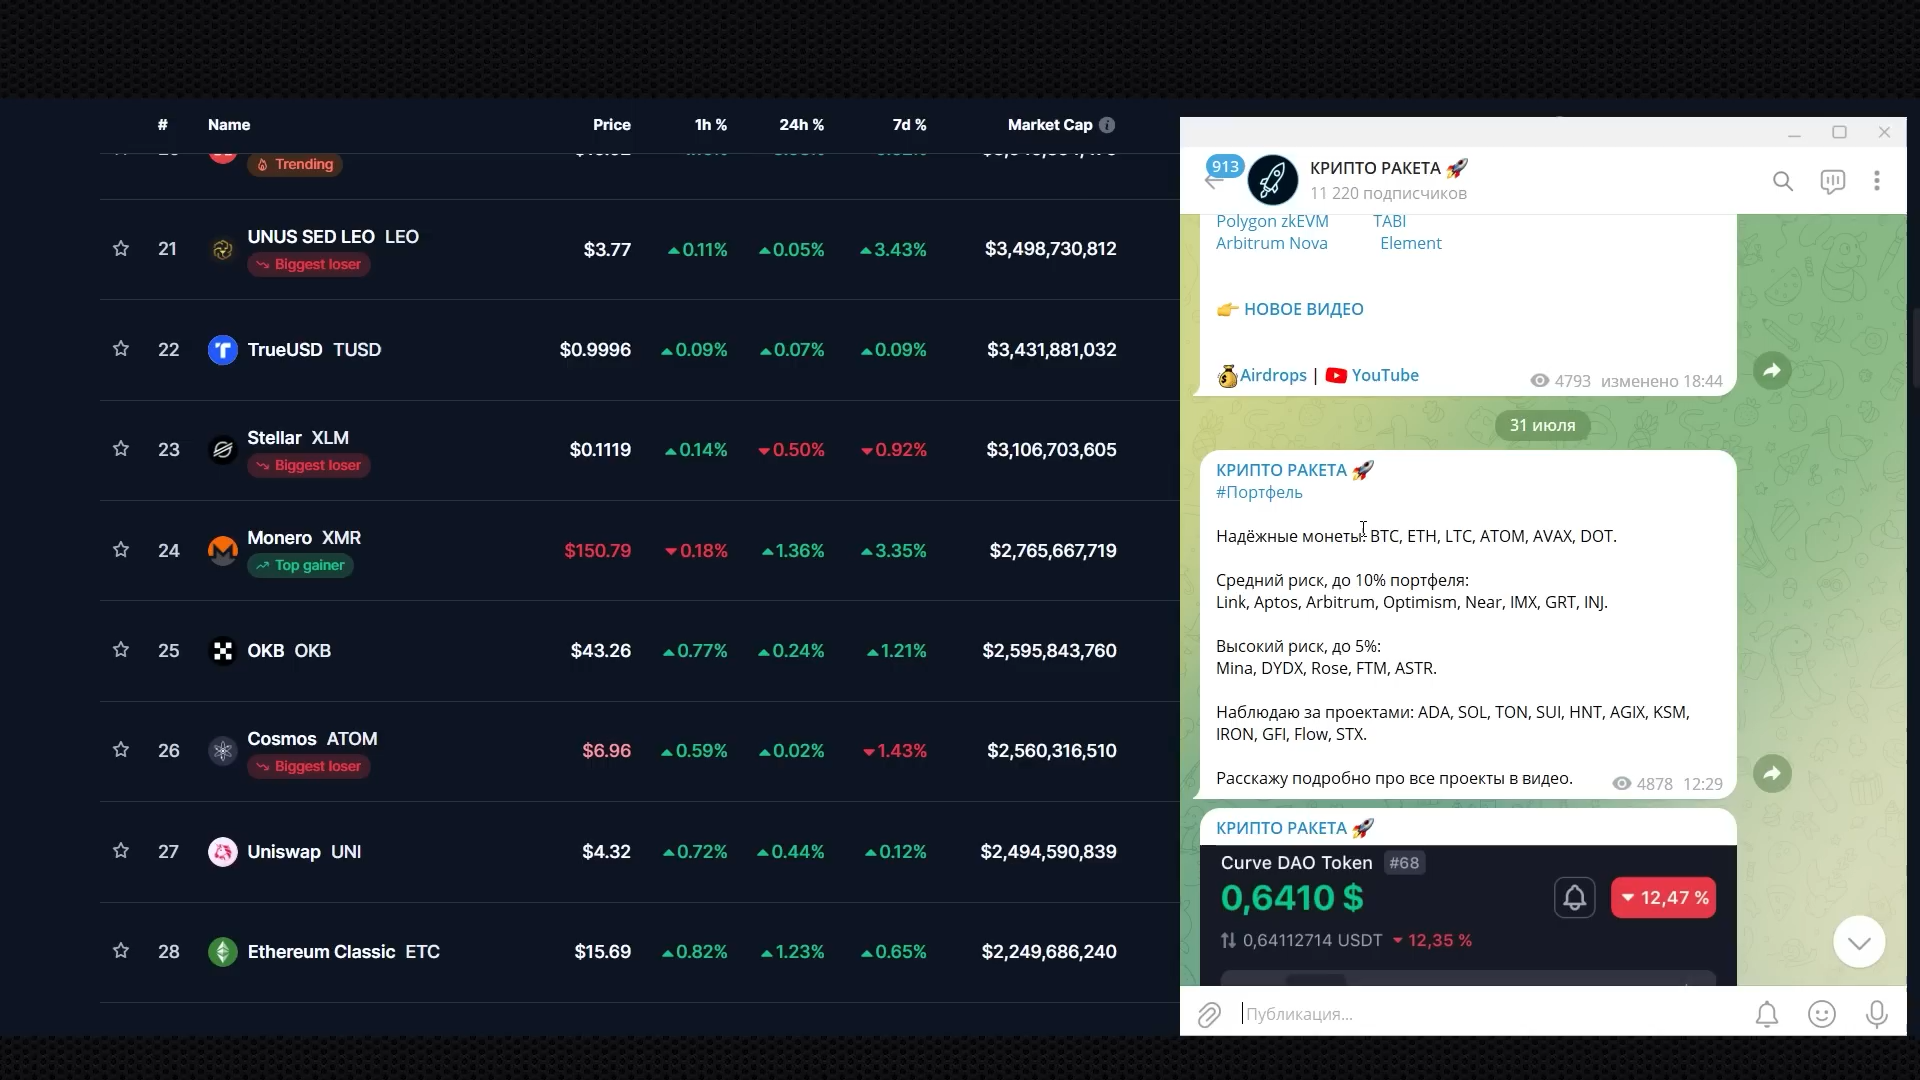 # Name Price 1h % 24h % 7d % Market Cap
Trending
21 UNUS SED LEO LEO $3.77 0.11% 0.05% 3.43% $3,498,730,812
Biggest loser
22 TrueUSD TUSD $0.9996 0.09% 0.07% 0.09% $3,431,881,032
23 Stellar XLM $0.1119 0.14% 0.50% 0.92% $3,106,703,605
Biggest loser
24 Monero XMR $150.79 0.18% 1.36% 3.35% $2,765,667,719
Top gainer
25 OKB OKB $43.26 0.77% 0.24% 1.21% $2,595,843,760
26 Cosmos ATOM $6.96 0.59% 0.02% 1.43% $2,560,316,510
Biggest loser
27 Uniswap UNI $4.32 0.72% 0.44% 0.12% $2,494,590,839
28 Ethereum Classic ETC $15.69 0.82% 1.23% 0.65% $2,249,686,240
913
КРИПТО РАКЕТА 🚀
11 220 подписчиков
Polygon zkEVM TABI
Arbitrum Nova Element
👉 НОВОЕ ВИДЕО
💰Airdrops | YouTube
4793 изменено 18:44
31 июля
КРИПТО РАКЕТА 🚀
#Портфель
Надёжные монеты: BTC, ETH, LTC, ATOM, AVAX, DOT.
Средний риск, до 10% портфеля:
Link, Aptos, Arbitrum, Optimism, Near, IMX, GRT, INJ.
Высокий риск, до 5%:
Mina, DYDX, Rose, FTM, ASTR.
Наблюдаю за проектами: ADA, SOL, TON, SUI, HNT, AGIX, KSM,
IRON, GFI, Flow, STX.
Расскажу подробно про все проекты в видео.
4878 12:29
КРИПТО РАКЕТА 🚀
Curve DAO Token #68
0,6410 $ 12,47 %
0,64112714 USDT 12,35 %
Публикация...